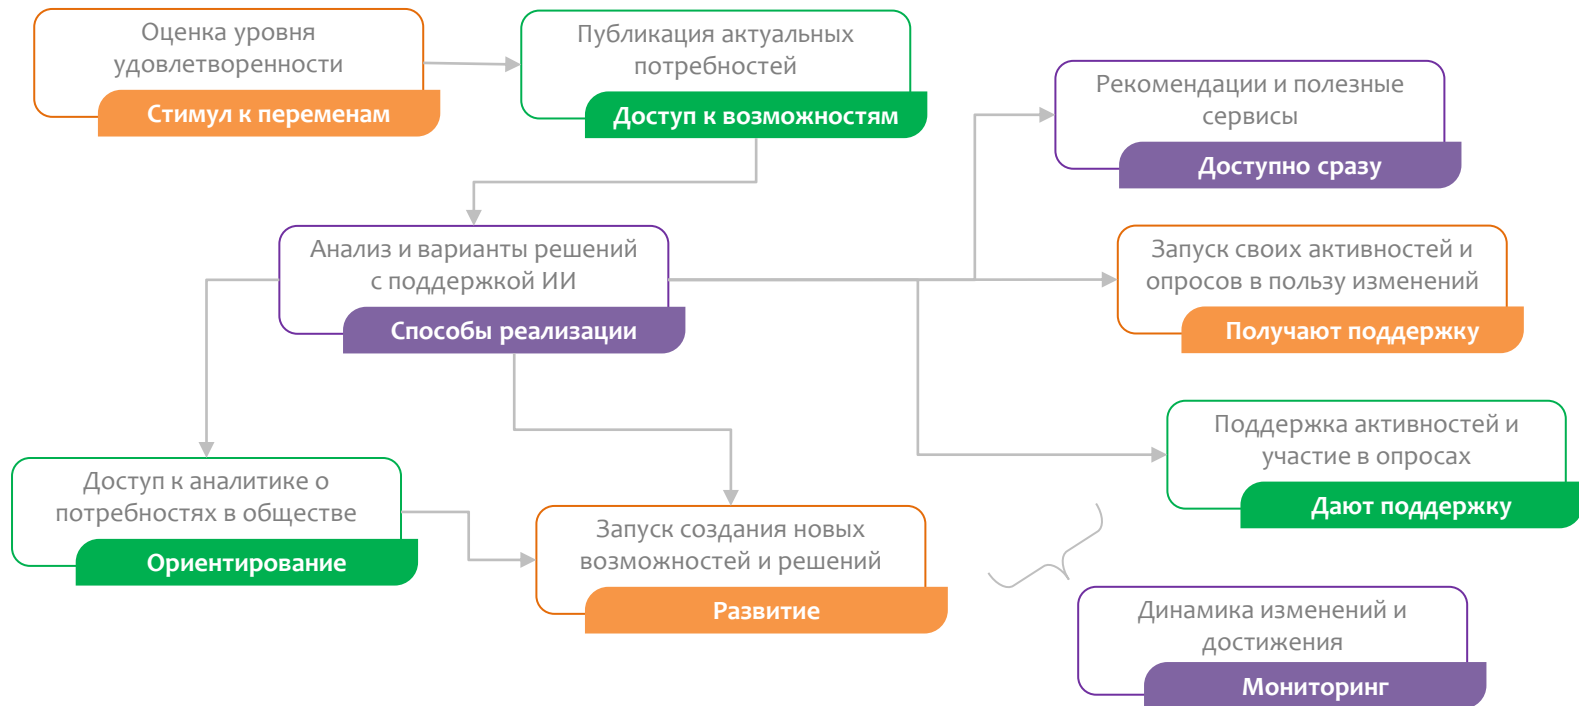 Оценка уровня
удовлетворенности
Стимул к переменам
Публикация актуальных
потребностей
Доступ к возможностям
Рекомендации и полезные
сервисы
Доступно сразу
Анализ и варианты решений
с поддержкой ИИ
Способы реализации
Запуск своих активностей и
опросов в пользу изменений
Получают поддержку
Поддержка активностей и
участие в опросах
Дают поддержку
Доступ к аналитике о
потребностях в обществе
Ориентирование
Запуск создания новых
возможностей и решений
Развитие
Динамика изменений и
достижения
Мониторинг